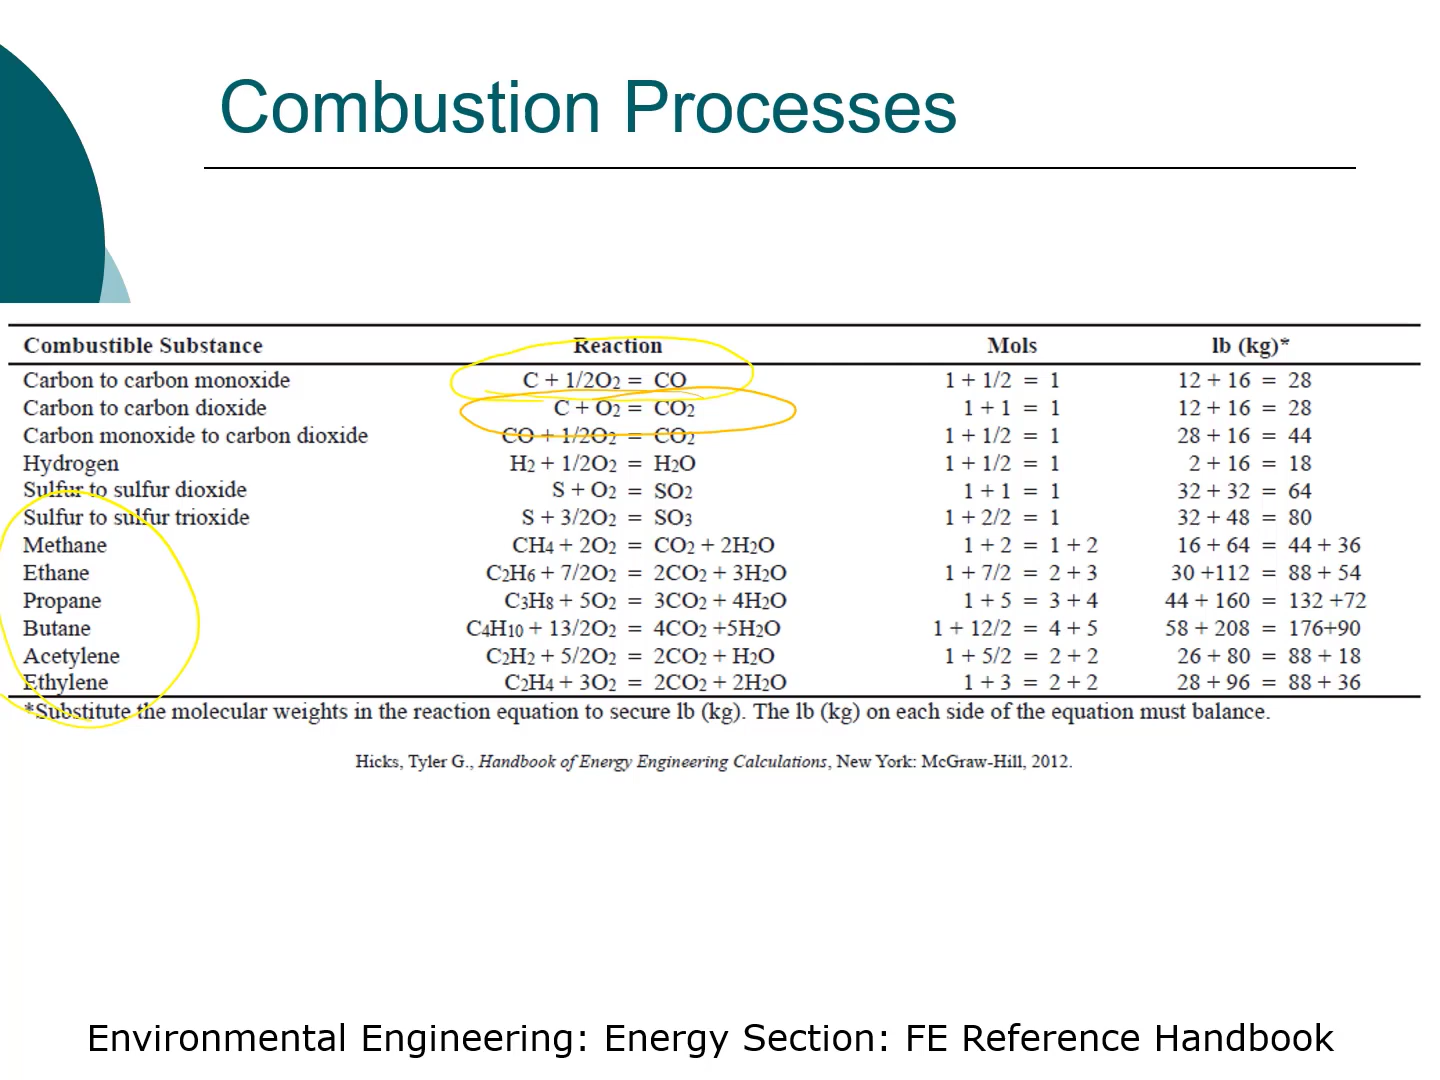 Combustion Processes
Combustible Substance Reaction Mols lb (kg)*
Carbon to carbon monoxide C + 1/2O2 = CO 1 + 1/2 = 1 12 + 16 = 28
Carbon to carbon dioxide C + O2 = CO2 1 + 1 = 1 12 + 16 = 28
Carbon monoxide to carbon dioxide CO + 1/2O2 = CO2 1 + 1/2 = 1 28 + 16 = 44
Hydrogen H2 + 1/2O2 = H2O 1 + 1/2 = 1 2 + 16 = 18
Sulfur to sulfur dioxide S + O2 = SO2 1 + 1 = 1 32 + 32 = 64
Sulfur to sulfur trioxide S + 3/2O2 = SO3 1 + 2/2 = 1 32 + 48 = 80
Methane CH4 + 2O2 = CO2 + 2H2O 1 + 2 = 1 + 2 16 + 64 = 44 + 36
Ethane C2H6 + 7/2O2 = 2CO2 + 3H2O 1 + 7/2 = 2 + 3 30 +112 = 88 + 54
Propane C3H8 + 5O2 = 3CO2 + 4H2O 1 + 5 = 3 + 4 44 + 160 = 132 +72
Butane C4H10 + 13/2O2 = 4CO2 +5H2O 1 + 12/2 = 4 + 5 58 + 208 = 176+90
Acetylene C2H2 + 5/2O2 = 2CO2 + H2O 1 + 5/2 = 2 + 2 26 + 80 = 88 + 18
Ethylene C2H4 + 3O2 = 2CO2 + 2H2O 1 + 3 = 2 + 2 28 + 96 = 88 + 36
*Substitute the molecular weights in the reaction equation to secure lb (kg). The lb (kg) on each side of the equation must balance.
Hicks, Tyler G., Handbook of Energy Engineering Calculations, New York: McGraw-Hill, 2012.
Environmental Engineering: Energy Section: FE Reference Handbook